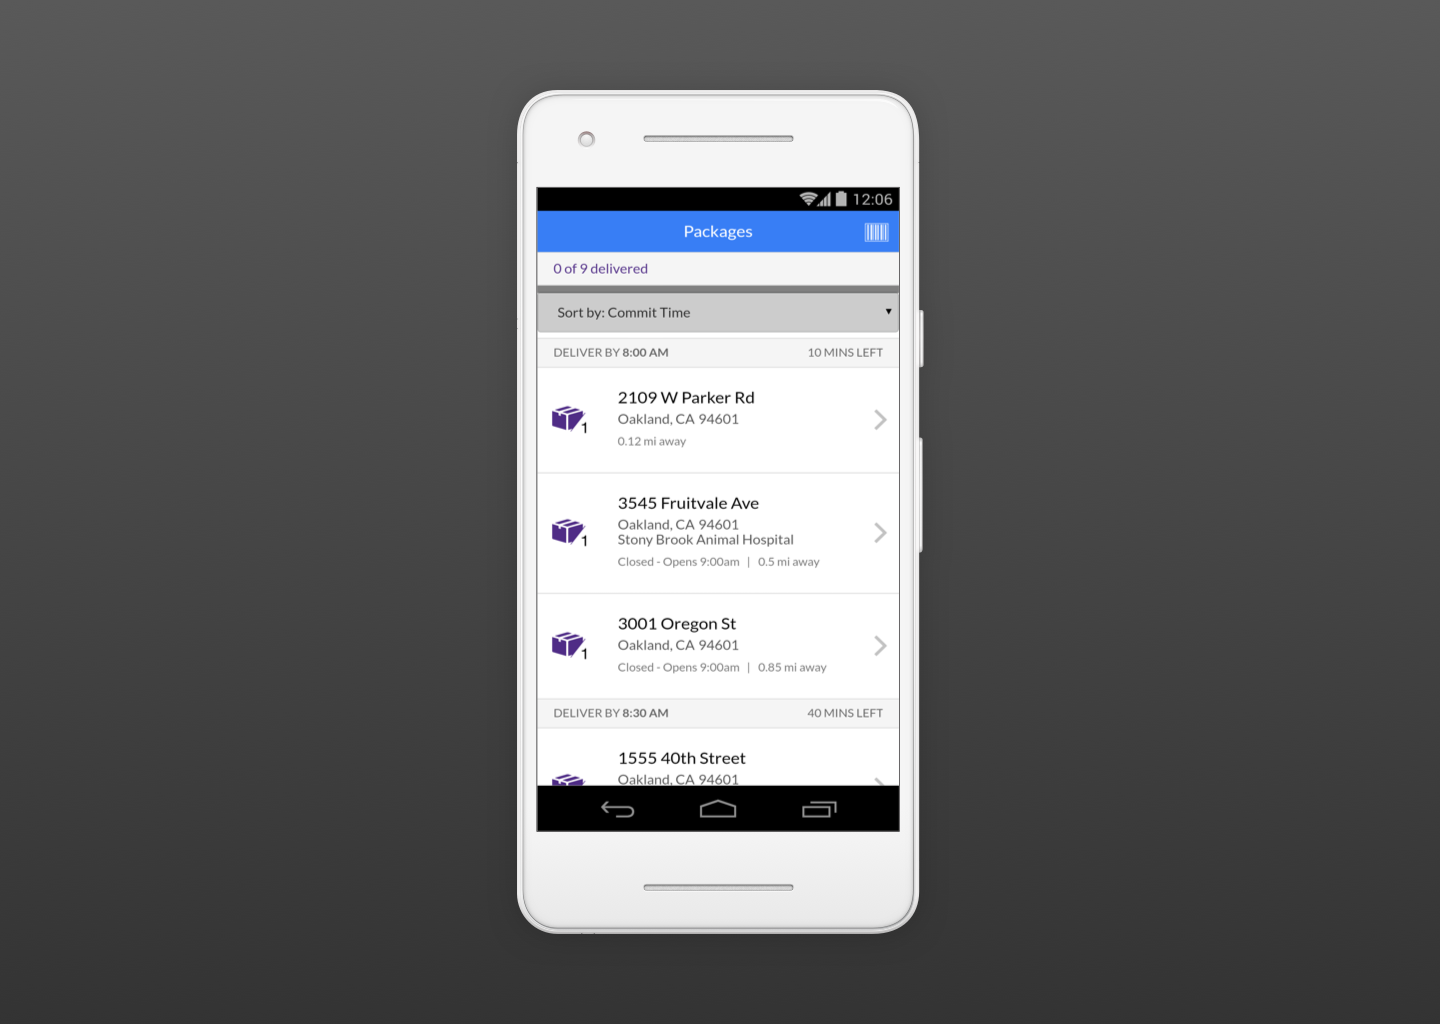 12:06
Packages
0 of 9 delivered
Sort by: Commit Time
DELIVER BY 8:00 AM 10 MINS LEFT
2109 W Parker Rd
Oakland, CA 94601
1
0.12 mi away
3545 Fruitvale Ave
Oakland, CA 94601
Stony Brook Animal Hospital
1
Closed - Opens 9:00am | 0.5 mi away
3001 Oregon St
Oakland, CA 94601
1
Closed - Opens 9:00am | 0.85 mi away
DELIVER BY 8:30 AM 40 MINS LEFT
1555 40th Street
Oakland, CA 94601